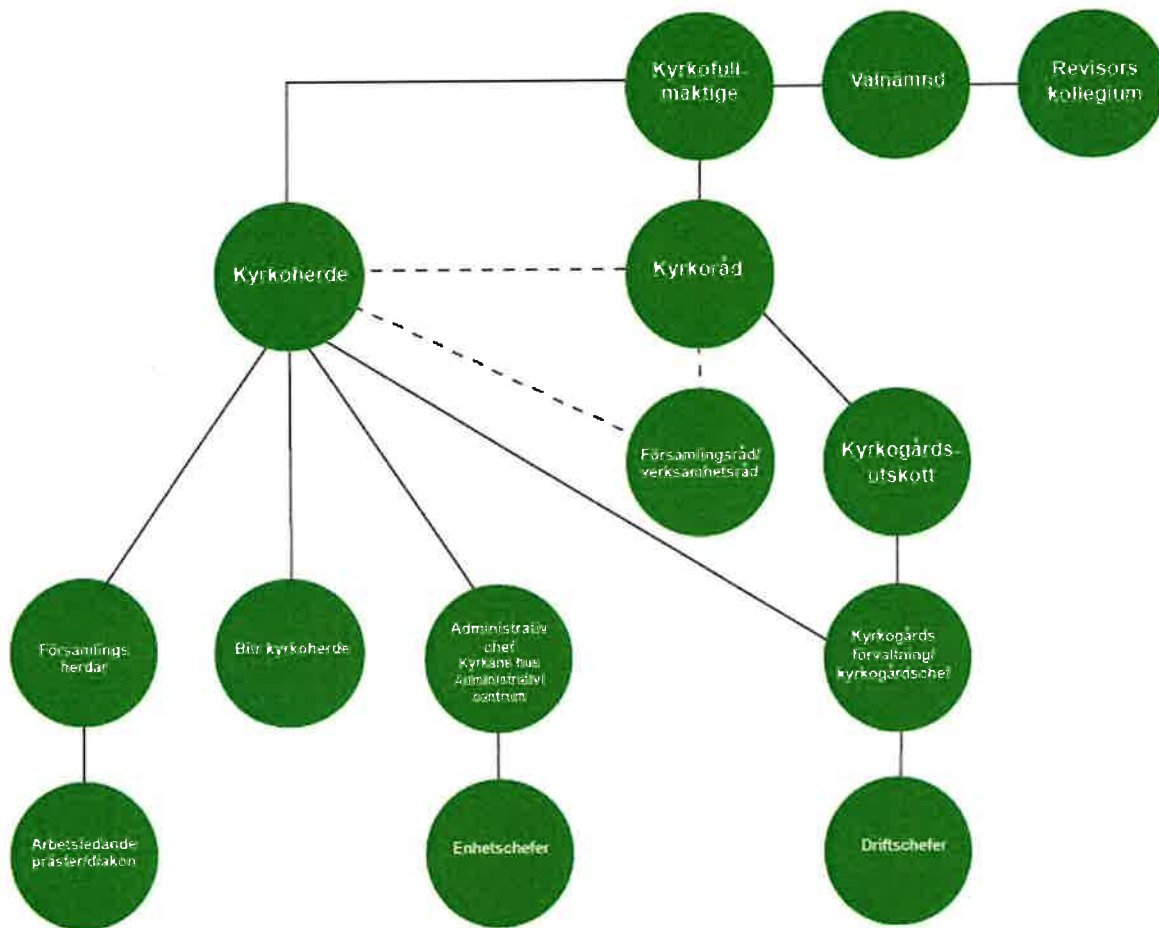 Kyrkofull
mäktige
Valnämnd
Revisors
kollegium
Kyrkoherde
Kyrkoråd
Församlingsråd/
verksamhetsråd
Kyrkogårds-
utskott
Församlings
herdar
Bitr kyrkoherde
Administrativ
chef
Kyrkans hus
Administrativt
centrum
Kyrkogårds
förvaltning/
kyrkogårdschef
Arbetsledande
präster/diakon
Enhetschefer
Driftschefer